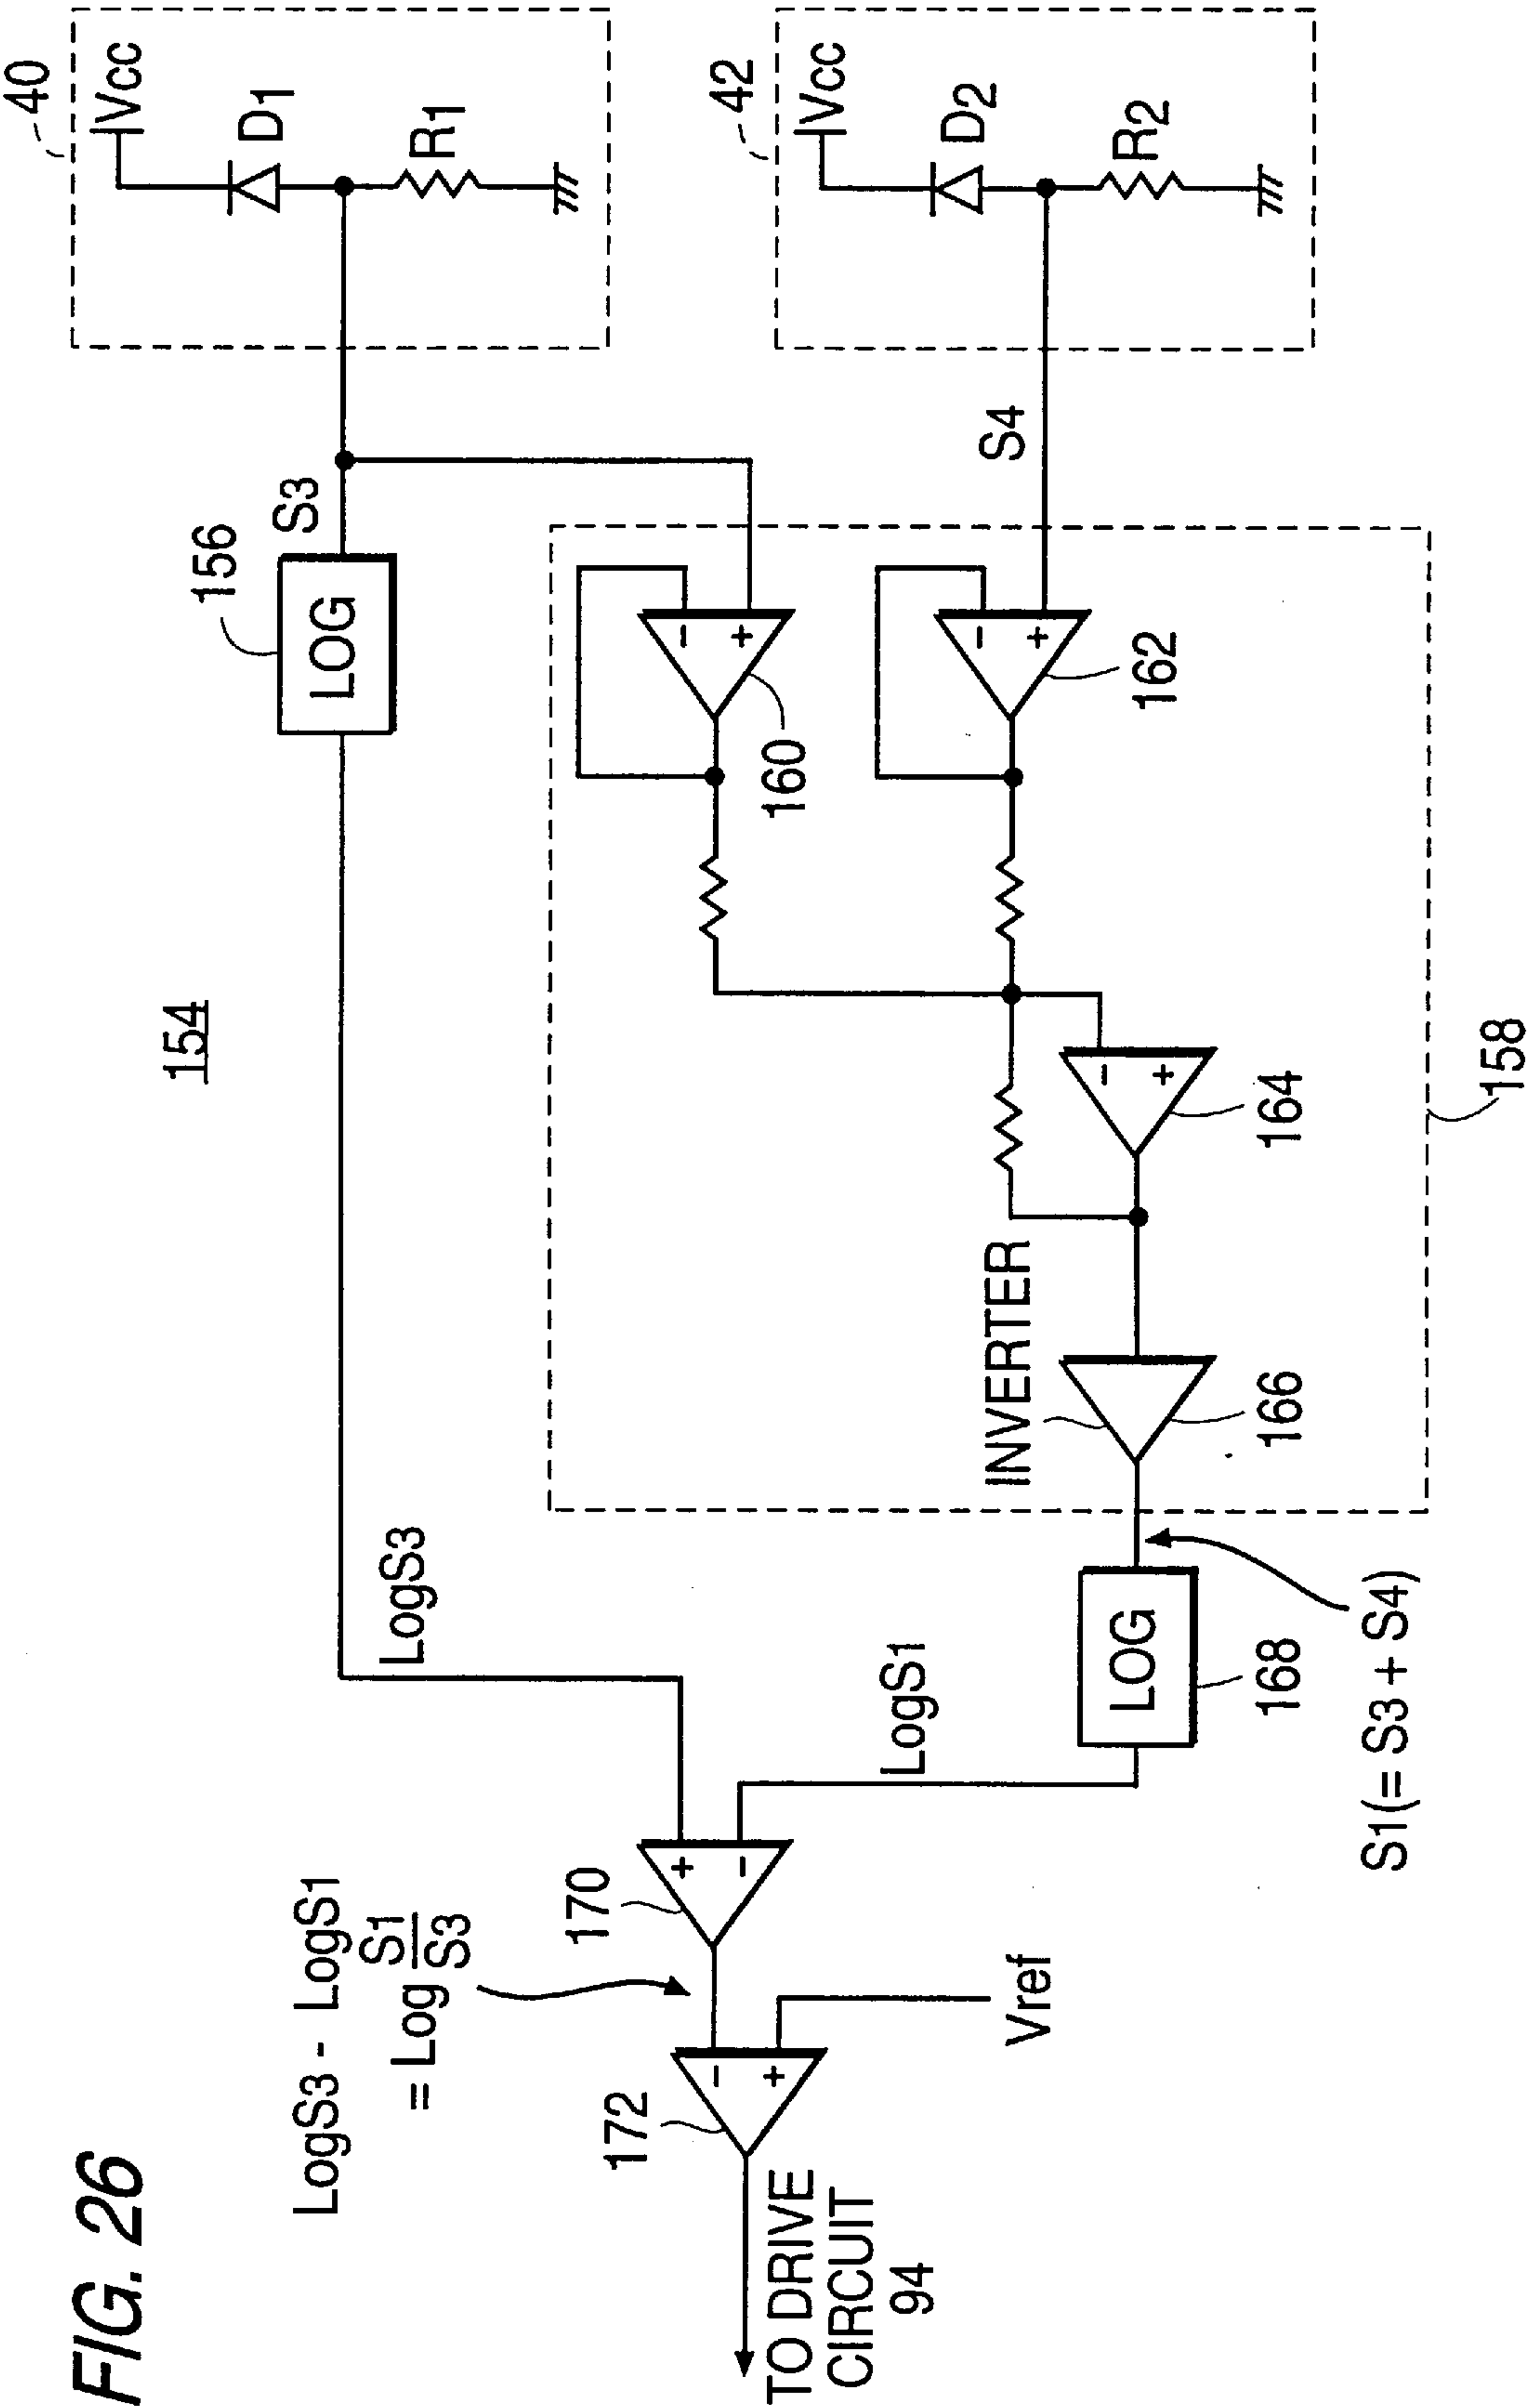 FIG. 26
154
40
Vcc
D1
R1
42
Vcc
D2
R2
156
LOG
S3
S4
-
+
160
-
+
162
-
+
164
INVERTER
166
158
LogS3
LogS1
LOG
168
S1(= S3 + S4)
LogS3 - LogS1
= Log S1
S3
170
+
-
172
-
+
Vref
TO DRIVE
CIRCUIT
94